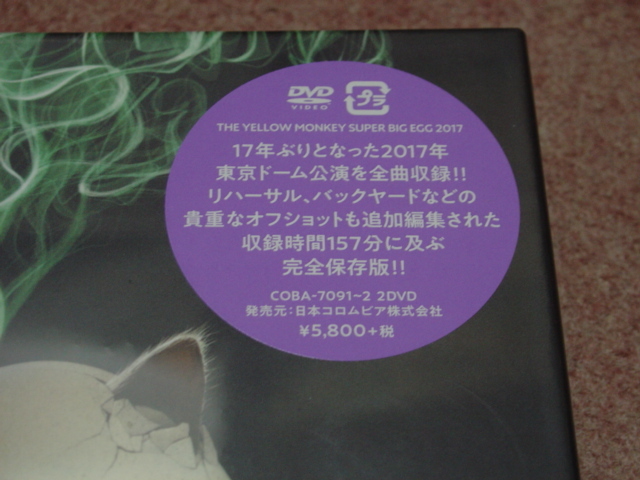 DVD
VIDEO
プラ
THE YELLOW MONKEY SUPER BIG EGG 2017
17年ぶりとなった2017年
東京ドーム公演を全曲収録!!
リハーサル、バックヤードなどの
貴重なオフショットも追加編集された
収録時間157分に及ぶ
完全保存版!!
COBA-7091~2 2DVD
発売元:日本コロムビア株式会社
¥5,800+税